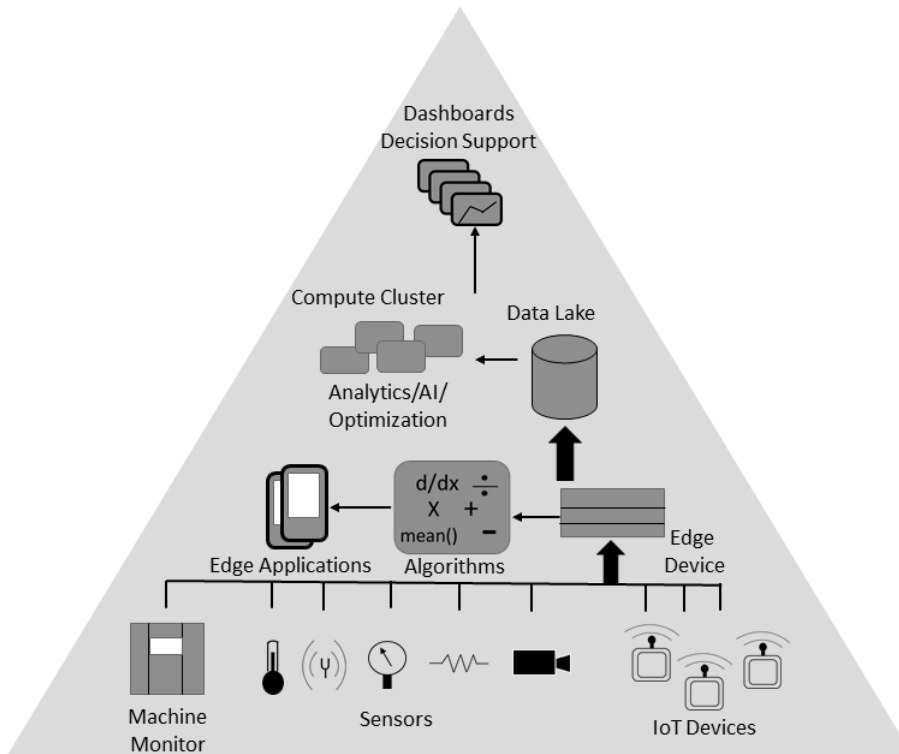 Dashboards
Decision Support
Compute Cluster
Data Lake
Analytics/AI/
Optimization
d/dx ÷
X +
mean() -
Edge Applications
Algorithms
Edge
Device
Machine
Monitor
Sensors
IoT Devices